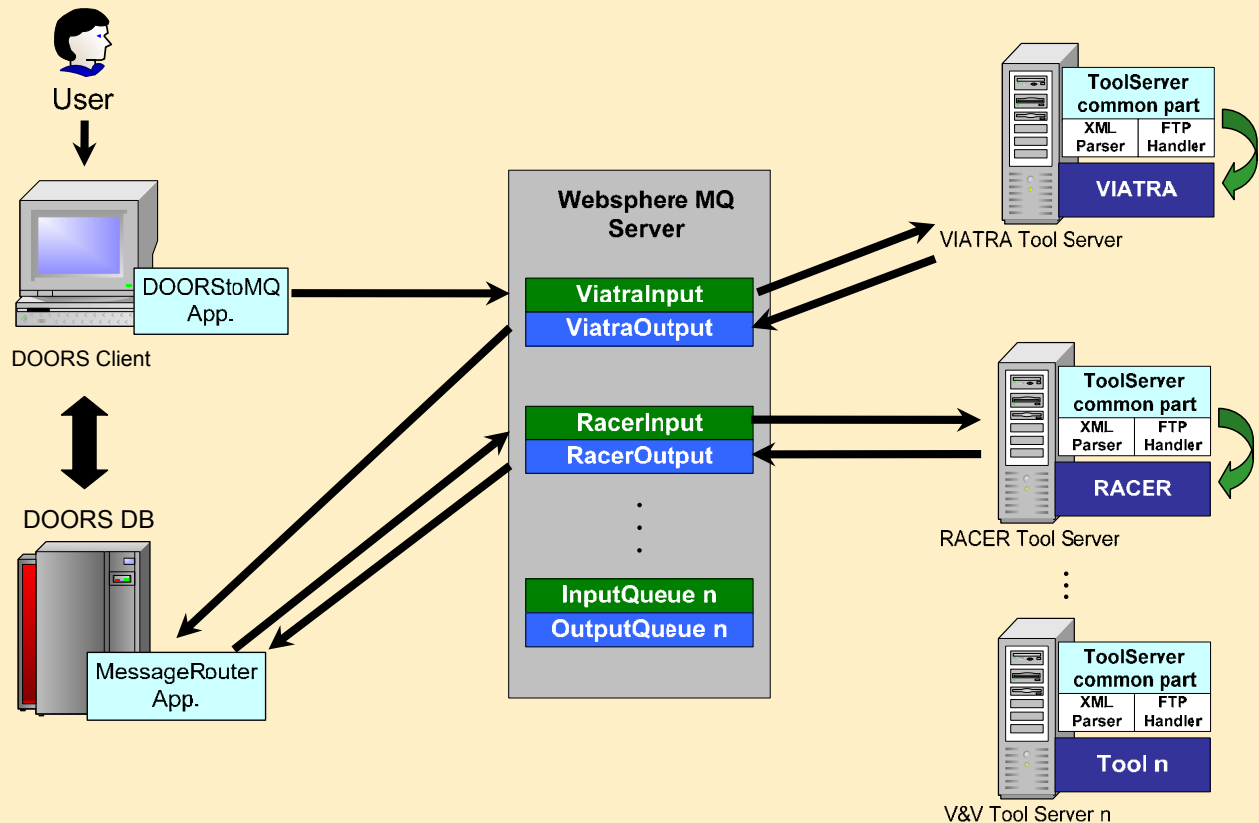 User
DOORStoMQ
App.
DOORS Client
DOORS DB
MessageRouter
App.
Websphere MQ
Server
ViatraInput
ViatraOutput
RacerInput
RacerOutput
InputQueue n
OutputQueue n
ToolServer
common part
XML
Parser
FTP
Handler
VIATRA
VIATRA Tool Server
ToolServer
common part
XML
Parser
FTP
Handler
RACER
RACER Tool Server
ToolServer
common part
XML
Parser
FTP
Handler
Tool n
V&V Tool Server n